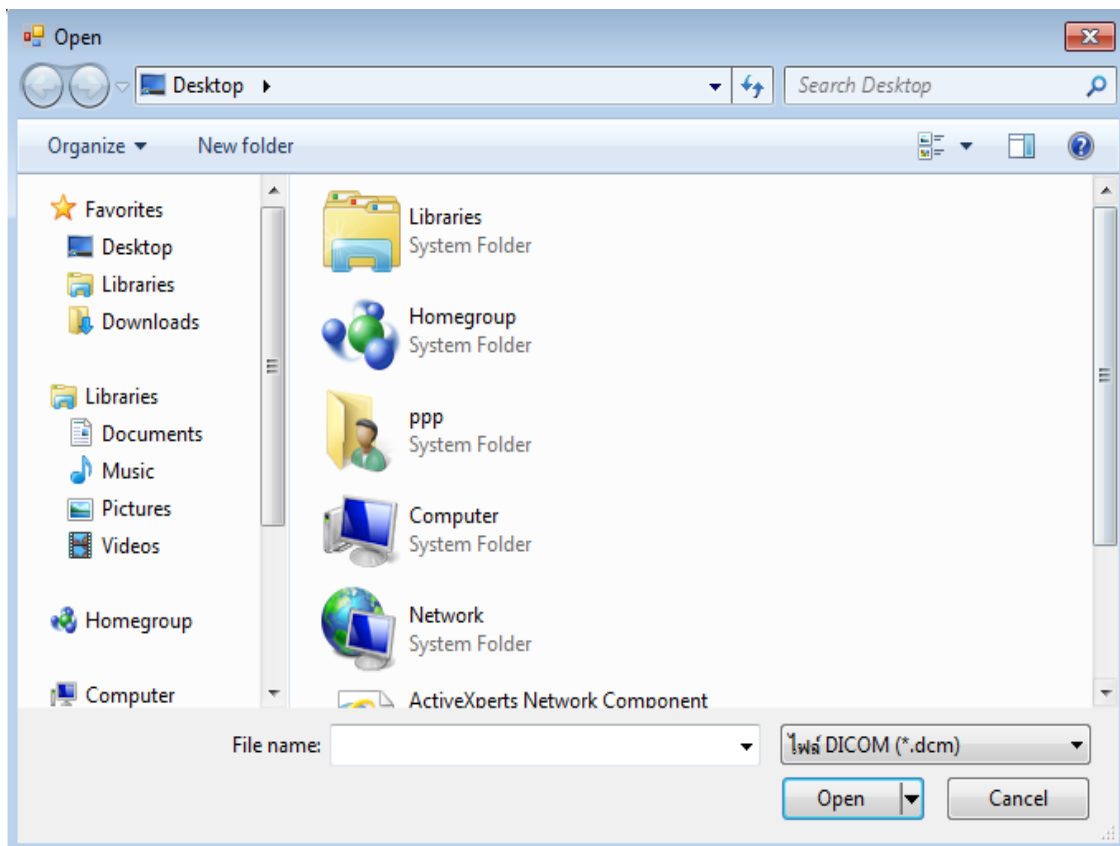 Open
Desktop
Search Desktop
Organize
New folder
Favorites
Desktop
Libraries
Downloads
Libraries
Documents
Music
Pictures
Videos
Homegroup
Computer
Libraries
System Folder
Homegroup
System Folder
ppp
System Folder
Computer
System Folder
Network
System Folder
ActiveXperts Network Component
File name:
ไฟล์ DICOM (*.dcm)
Open
Cancel